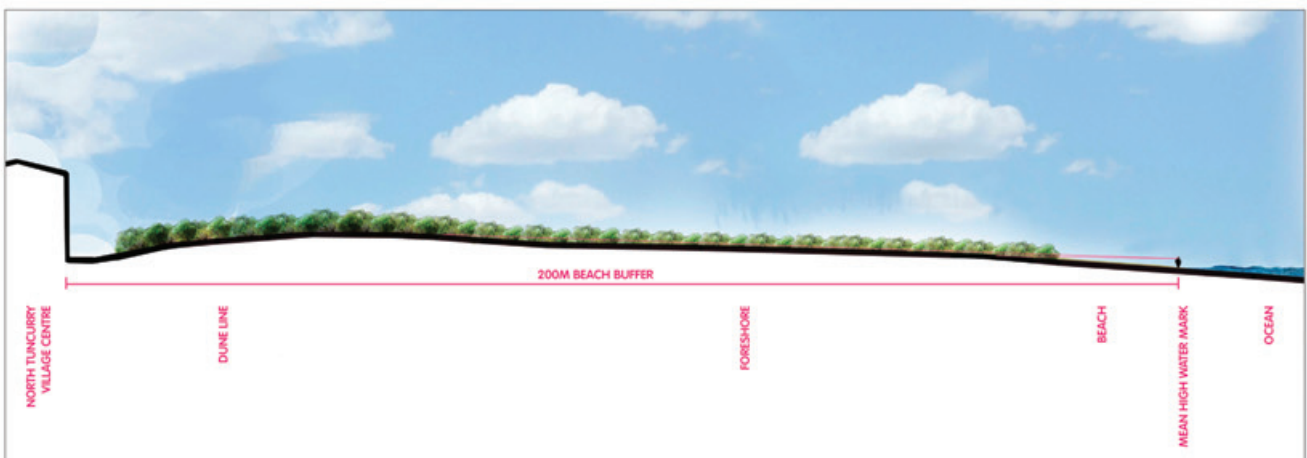 200M BEACH BUFFER
NORTH TUNCURRY
VILLAGE CENTRE
DUNE LINE
FORESHORE
BEACH
MEAN HIGH WATER MARK
OCEAN